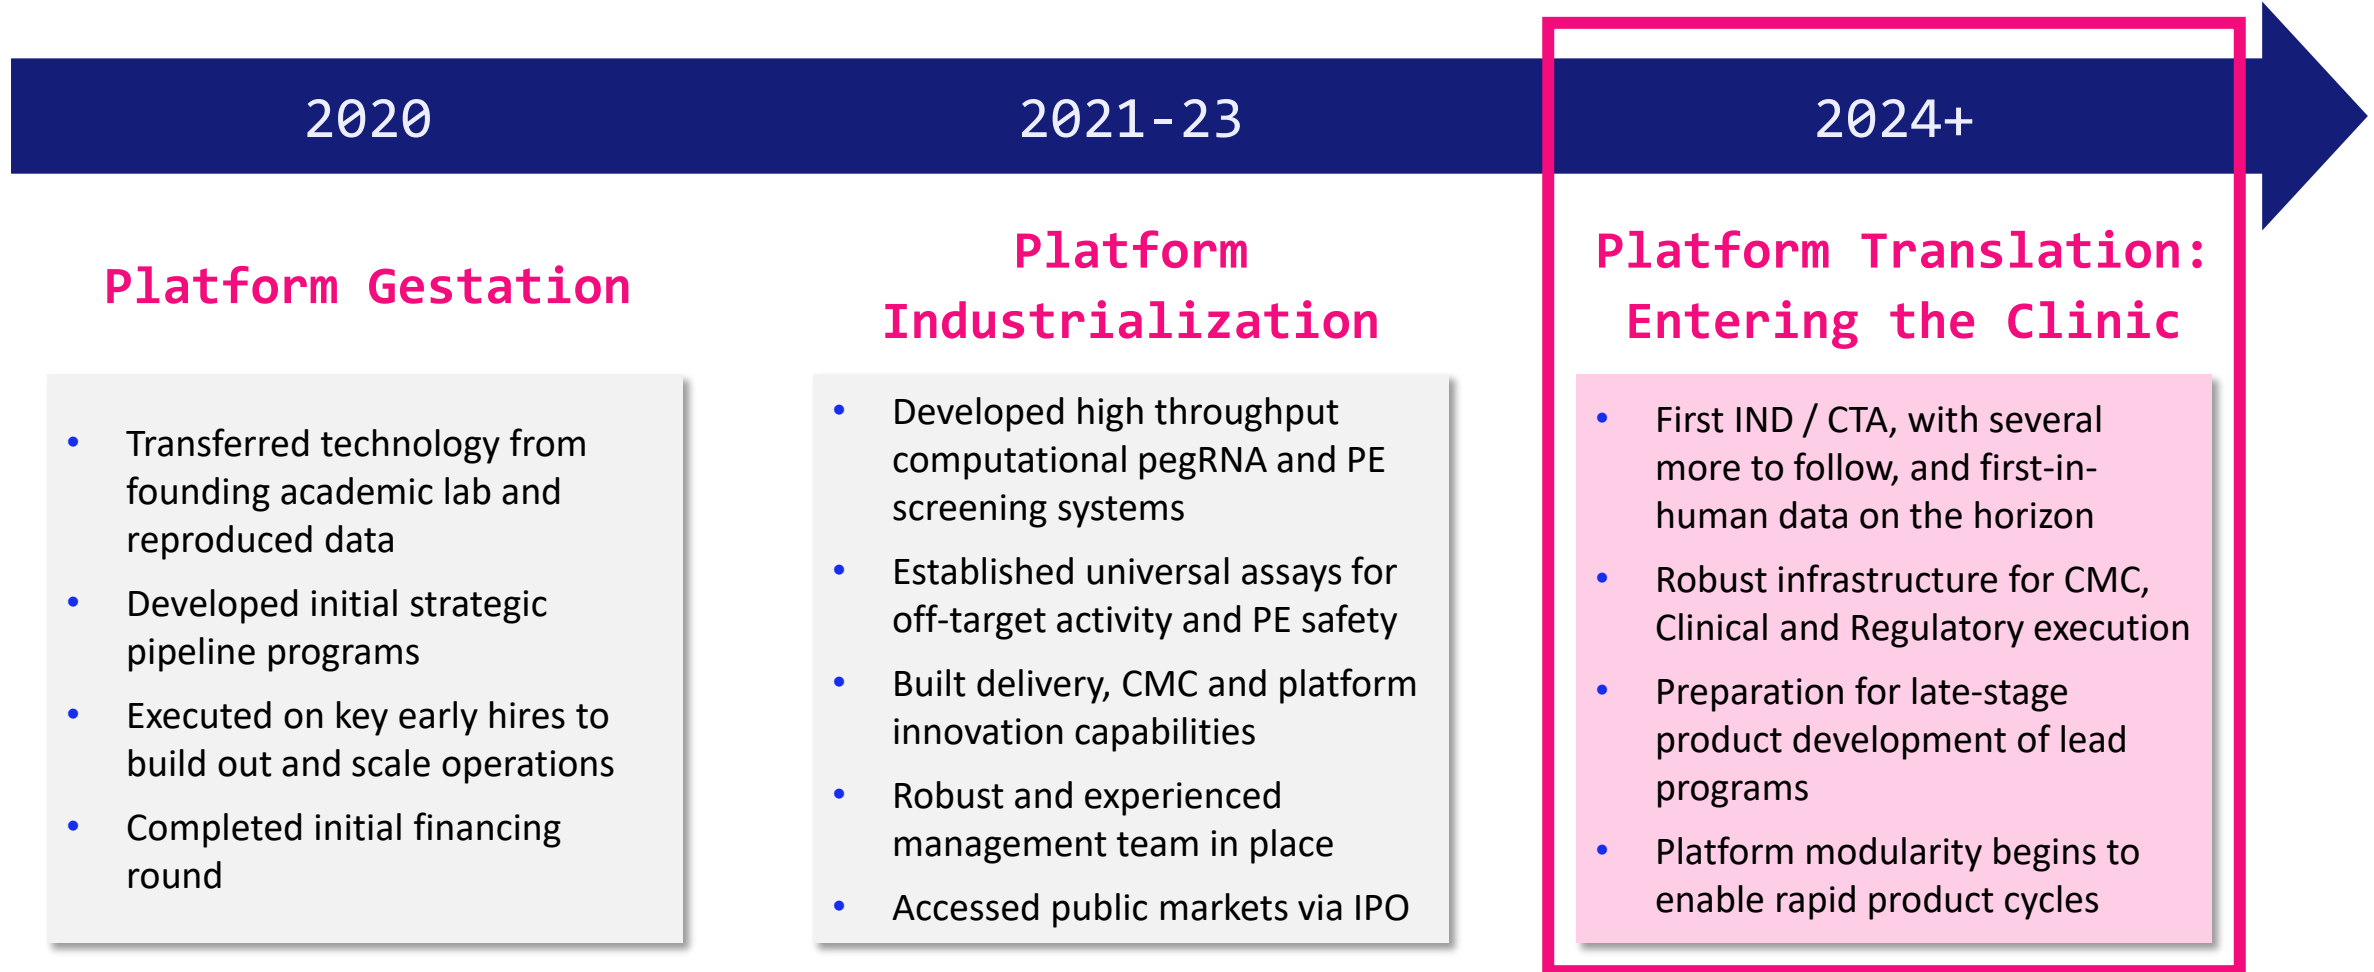 2020
2021-23
2024+
Platform Gestation
Platform
Industrialization
Platform Translation:
Entering the Clinic
• Transferred technology from
founding academic lab and
reproduced data
• Developed initial strategic
pipeline programs
• Executed on key early hires to
build out and scale operations
• Completed initial financing
round
• Developed high throughput
computational pegRNA and PE
screening systems
• Established universal assays for
off-target activity and PE safety
• Built delivery, CMC and platform
innovation capabilities
• Robust and experienced
management team in place
• Accessed public markets via IPO
• First IND / CTA, with several
more to follow, and first-in-
human data on the horizon
• Robust infrastructure for CMC,
Clinical and Regulatory execution
• Preparation for late-stage
product development of lead
programs
• Platform modularity begins to
enable rapid product cycles